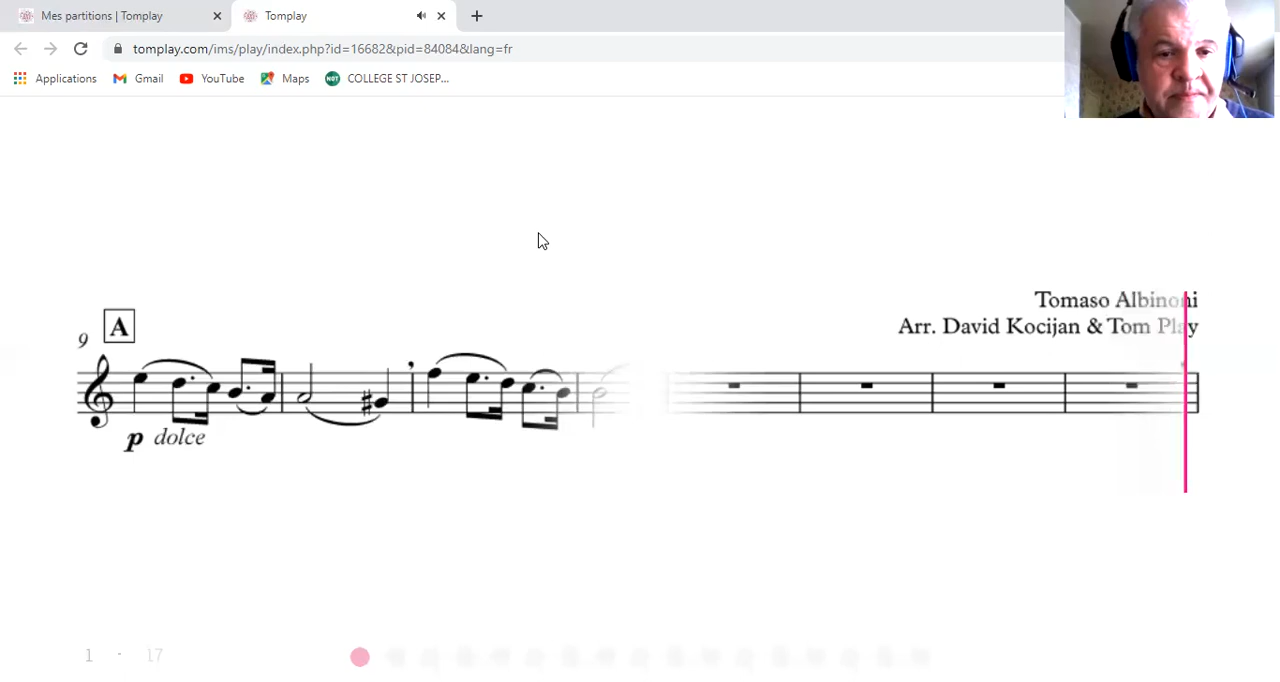 Mes partitions | Tomplay
Tomplay
tomplay.com/ims/play/index.php?id=16682&pid=84084&lang=fr
Applications Gmail YouTube Maps NOT COLLEGE ST JOSEP...
Tomaso Albinoni
Arr. David Kocijan & Tom Play
9 A
p dolce
1 - 17